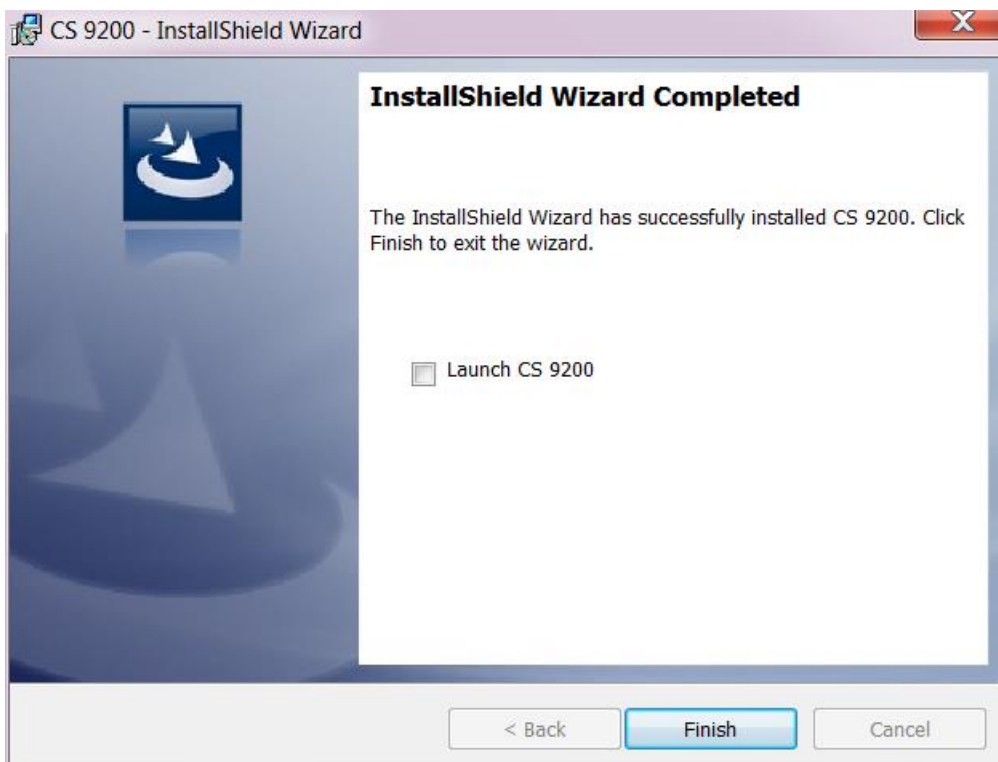 CS 9200 - InstallShield Wizard
InstallShield Wizard Completed
The InstallShield Wizard has successfully installed CS 9200. Click
Finish to exit the wizard.
Launch CS 9200
< Back
Finish
Cancel